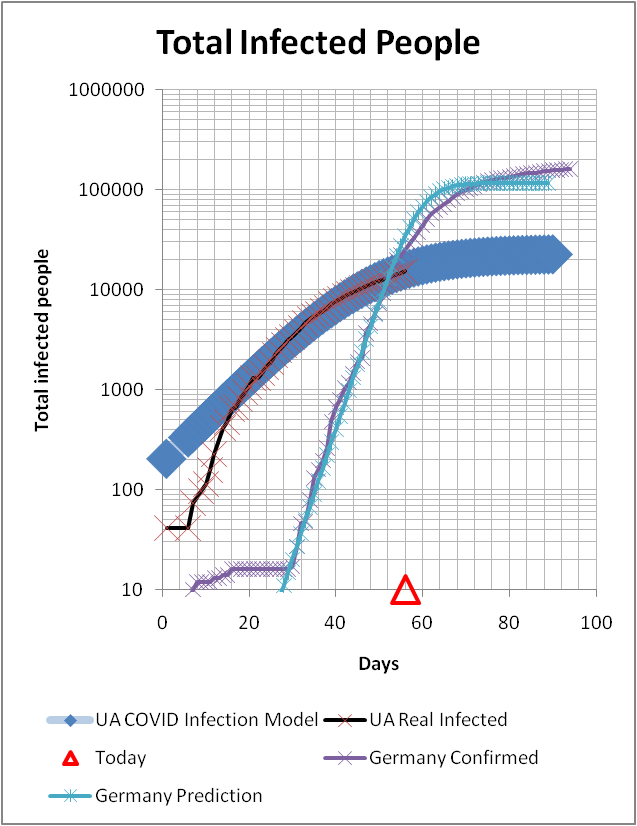 Total Infected People
1000000
100000
10000
1000
100
10
Total infected people
0 20 40 60 80 100
Days
UA COVID Infection Model UA Real Infected
Today Germany Confirmed
Germany Prediction